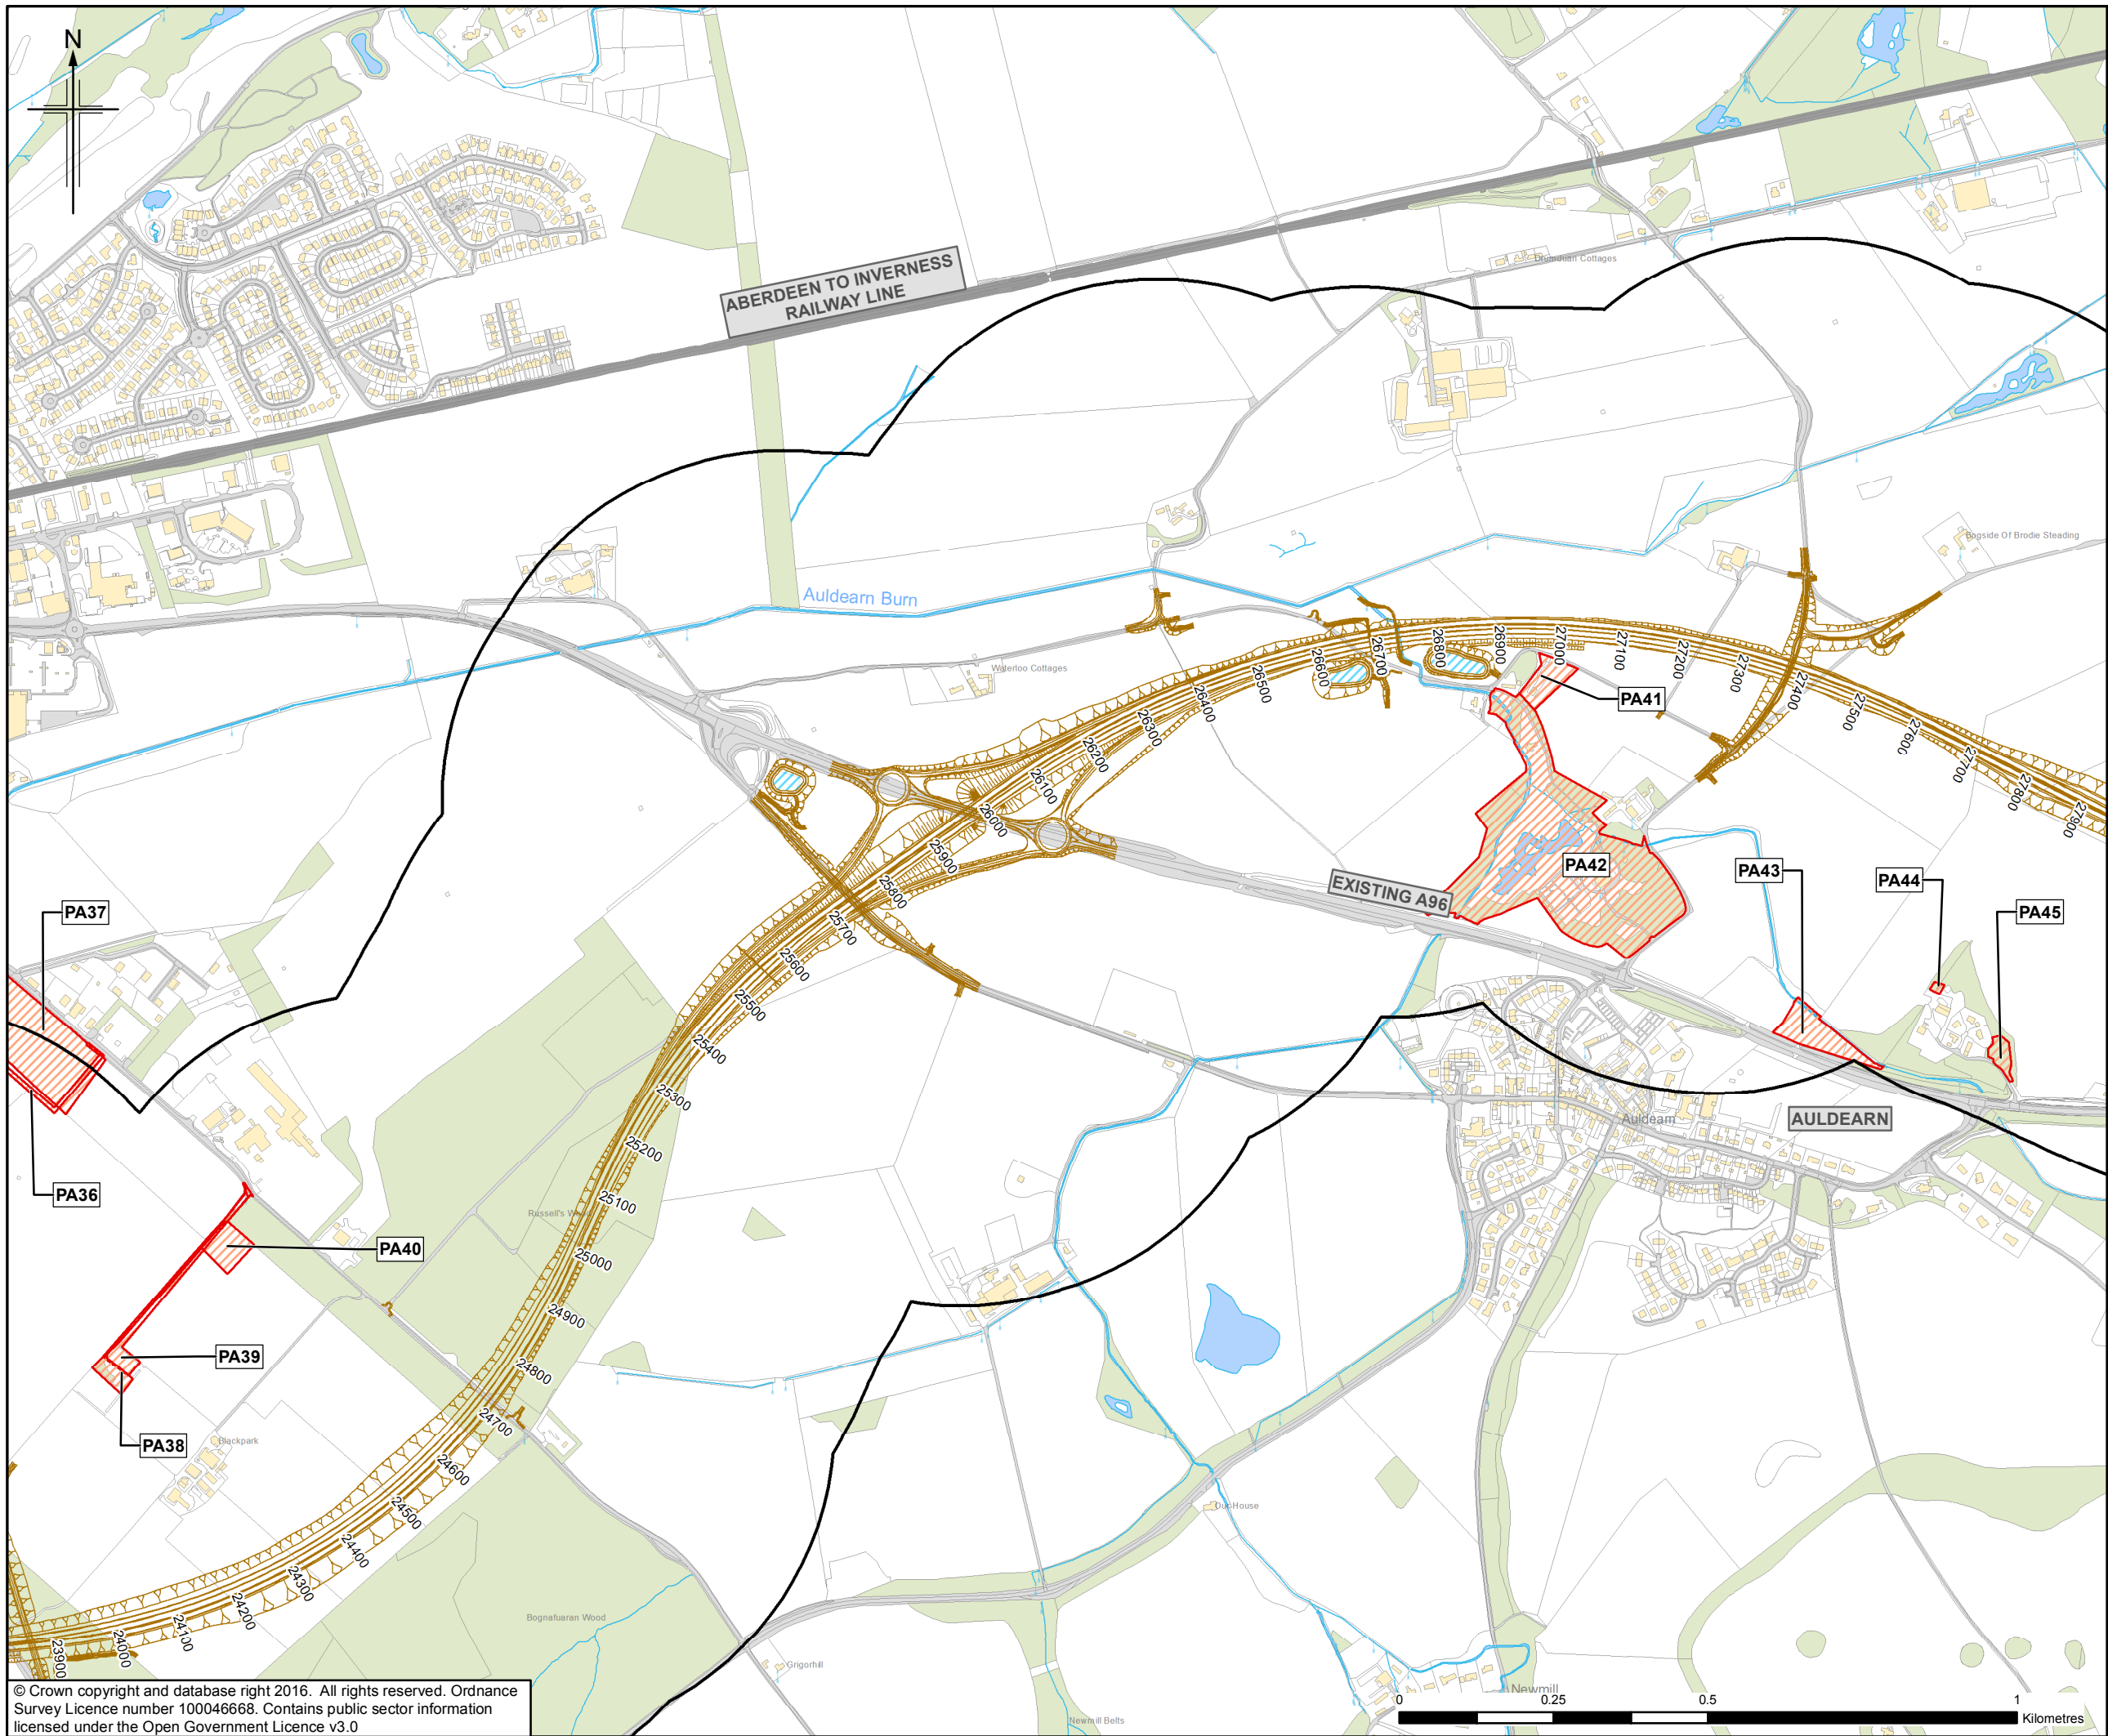 N
ABERDEEN TO INVERNESS
RAILWAY LINE
Drumduan Cottages
Bogside Of Brodie Steading
Auldearn Burn
Waterloo Cottages
26600
26700
26800
26900
27000
27100
27200
27300
27400
27500
27600
27700
27800
27900
26500
26400
26300
26200
26100
26000
25900
25800
25700
25600
25500
25400
25300
25200
25100
25000
24900
24800
24700
24600
24500
24400
24300
24200
24100
24000
23900
PA41
PA42
PA43
PA44
PA45
EXISTING A96
PA37
PA36
PA40
PA39
PA38
AULDEARN
Auldearn
Russell's Wood
Blackpark
Our House
Bognafuaran Wood
Grigorhill
Newmill
Newmill Belts
0
0.25
0.5
1
Kilometres
© Crown copyright and database right 2016. All rights reserved. Ordnance
Survey Licence number 100046668. Contains public sector information
licensed under the Open Government Licence v3.0